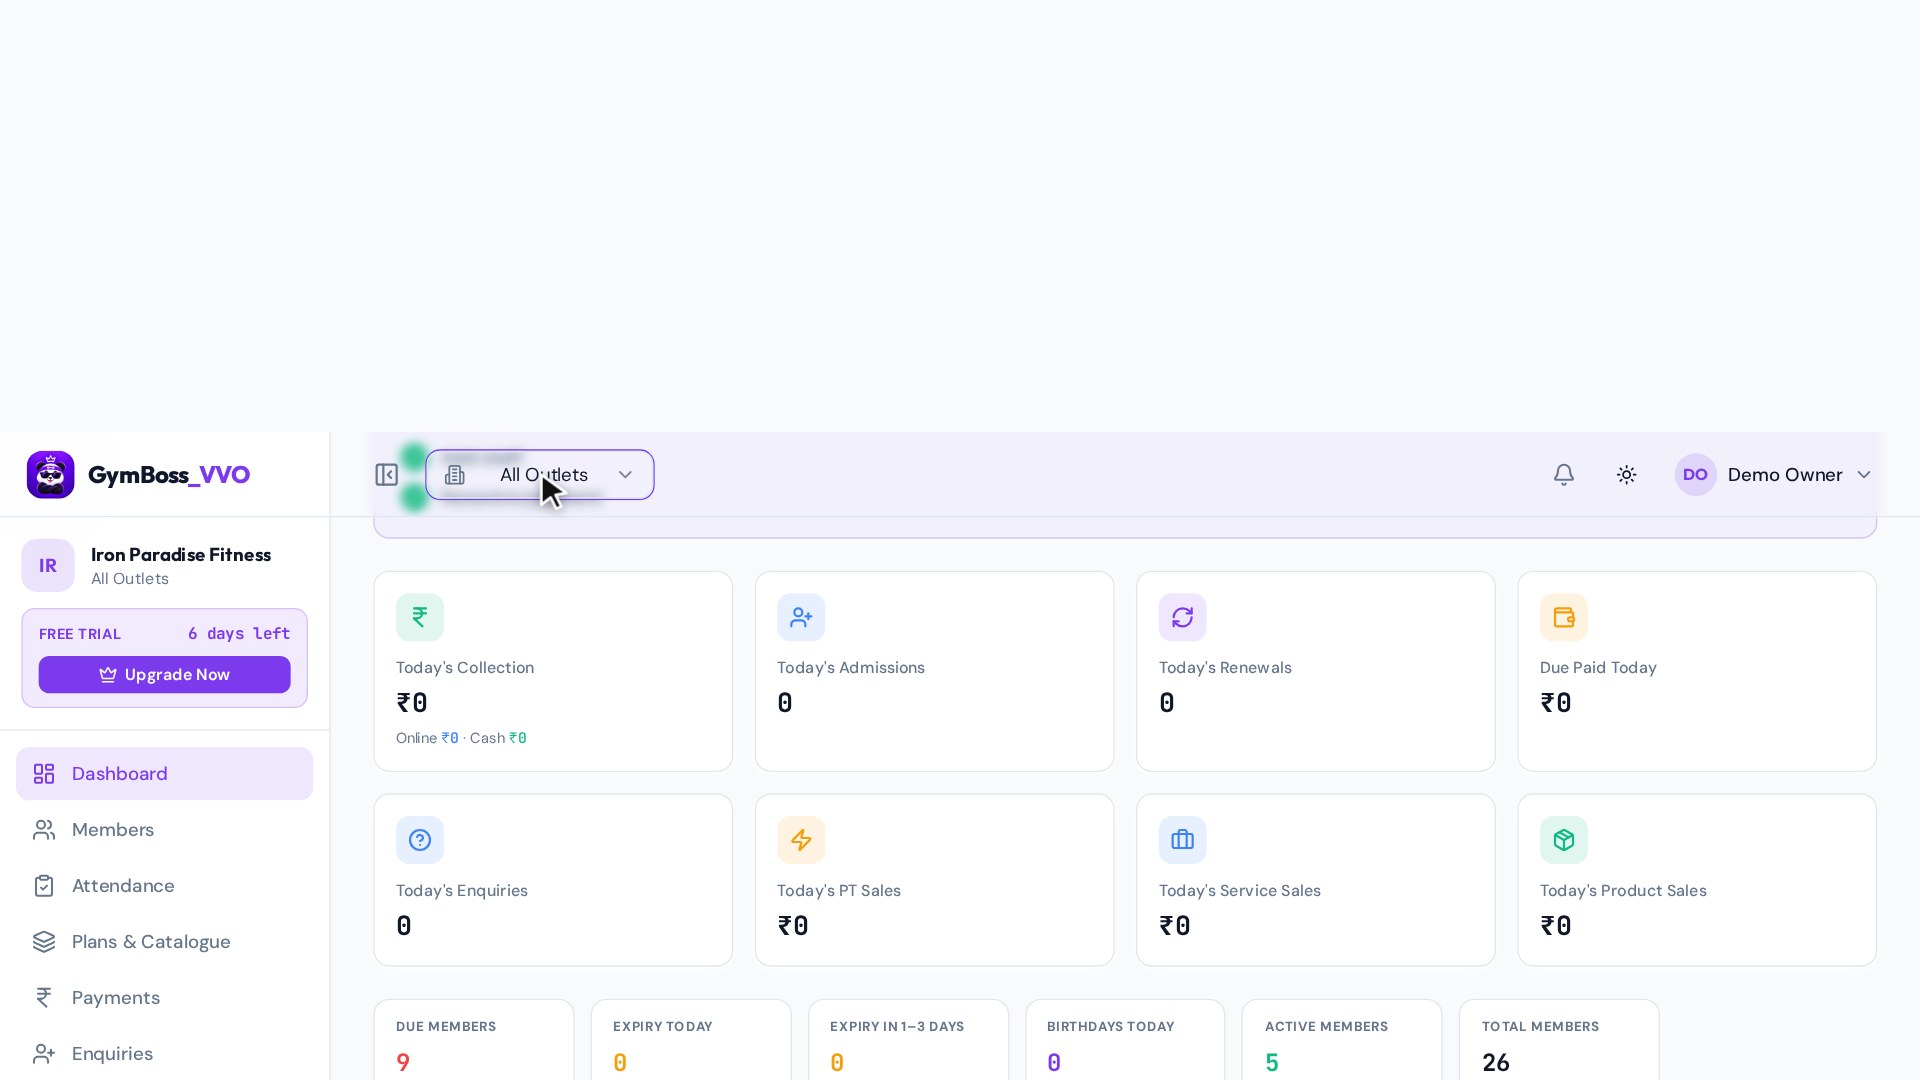 GymBoss_VVO
All Outlets
DO Demo Owner
IR
Iron Paradise Fitness
All Outlets
FREE TRIAL 6 days left
Upgrade Now
Dashboard
Members
Attendance
Plans & Catalogue
Payments
Enquiries
Today's Collection
₹0
Online ₹0 · Cash ₹0
Today's Admissions
0
Today's Renewals
0
Due Paid Today
₹0
Today's Enquiries
0
Today's PT Sales
₹0
Today's Service Sales
₹0
Today's Product Sales
₹0
DUE MEMBERS
9
EXPIRY TODAY
0
EXPIRY IN 1–3 DAYS
0
BIRTHDAYS TODAY
0
ACTIVE MEMBERS
5
TOTAL MEMBERS
26